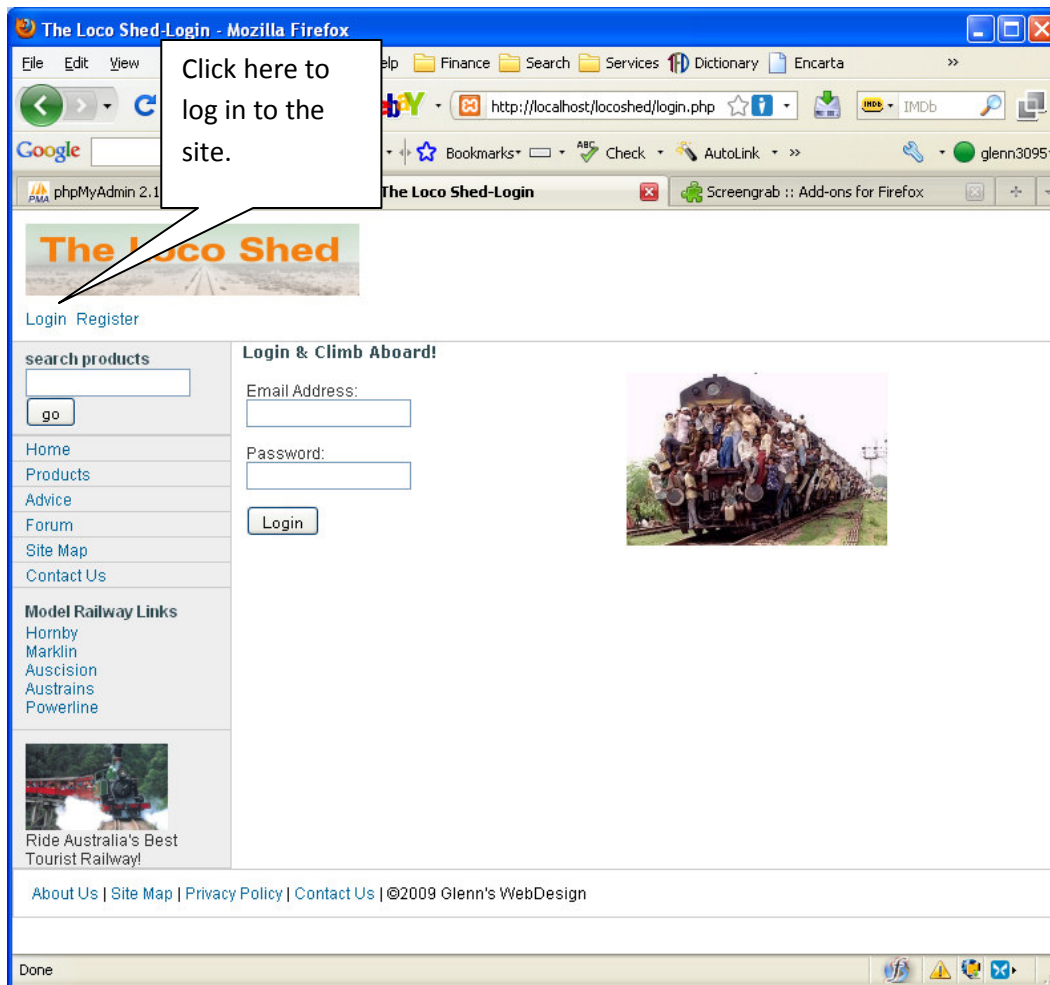 The Loco Shed-Login - Mozilla Firefox
File Edit View elp Finance Search Services Dictionary Encarta »
Click here to
log in to the
site.
http://localhost/locoshed/login.php IMDb IMDb
Google Bookmarks ABC Check AutoLink » glenn3095
PMA phpMyAdmin 2.1 The Loco Shed-Login Screengrab :: Add-ons for Firefox
The Loco Shed
Login Register
search products
go
Home
Products
Advice
Forum
Site Map
Contact Us
Model Railway Links
Hornby
Marklin
Auscision
Austrains
Powerline
Ride Australia's Best
Tourist Railway!
Login & Climb Aboard!
Email Address:
Password:
Login
About Us | Site Map | Privacy Policy | Contact Us | ©2009 Glenn's WebDesign
Done